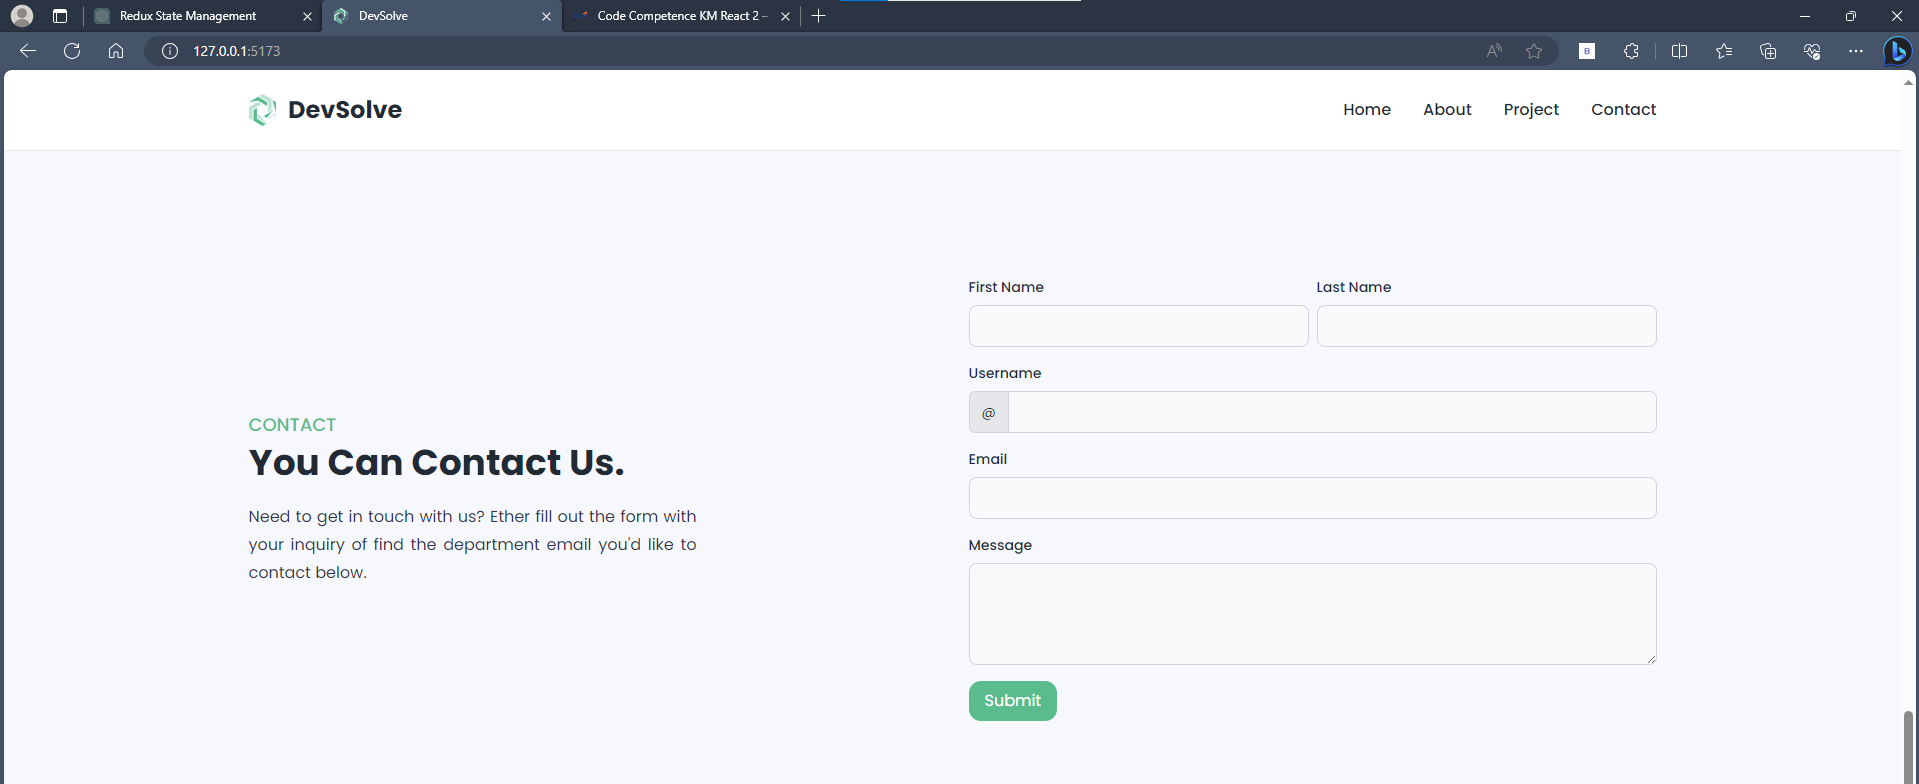 Redux State Management
DevSolve
Code Competence KM React 2 –
127.0.0.1:5173
DevSolve
Home About Project Contact
CONTACT
You Can Contact Us.
Need to get in touch with us? Ether fill out the form with
your inquiry of find the department email you'd like to
contact below.
First Name Last Name
Username
@
Email
Message
Submit